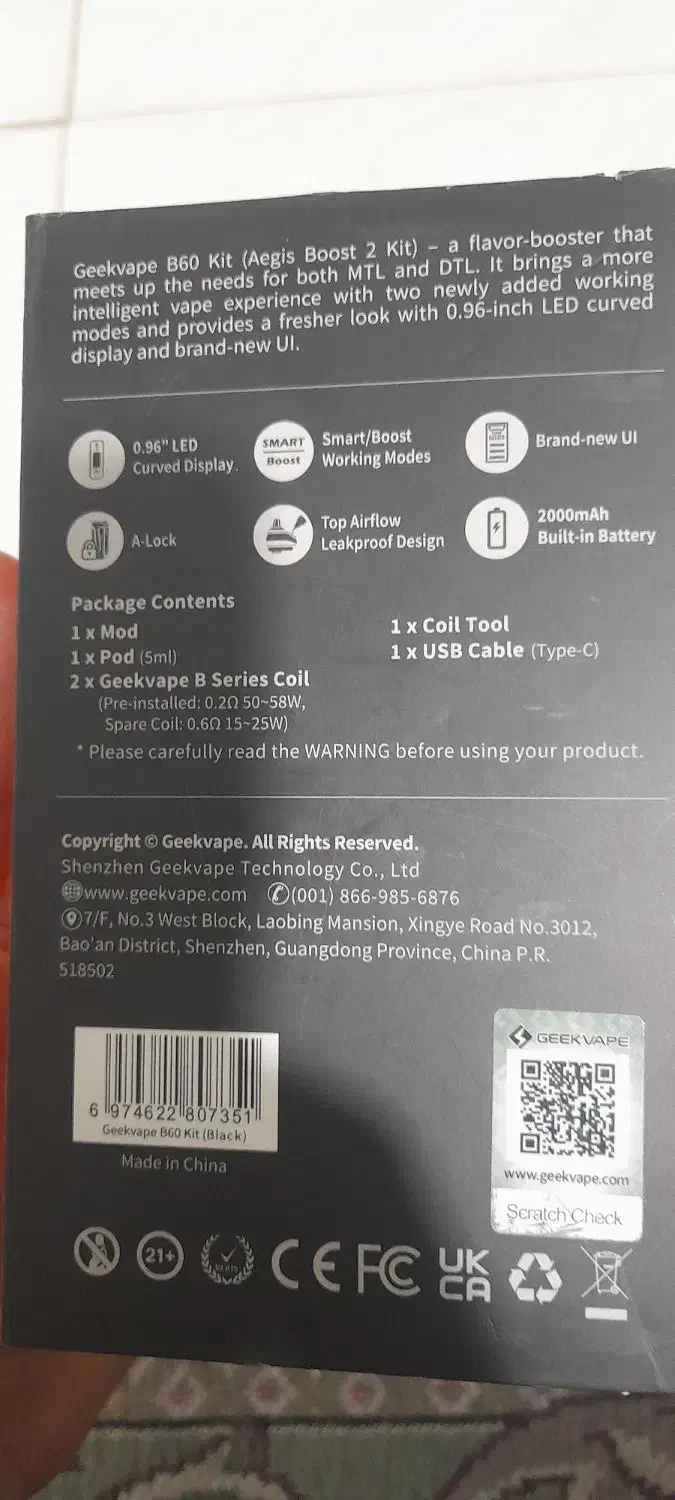 Geekvape B60 Kit (Aegis Boost 2 Kit) – a flavor-booster that
meets up the needs for both MTL and DTL. It brings a more
intelligent vape experience with two newly added working
modes and provides a fresher look with 0.96-inch LED curved
display and brand-new UI.
0.96" LED
Curved Display.
SMART
Boost
Smart/Boost
Working Modes
Brand-new UI
A-Lock
Top Airflow
Leakproof Design
2000mAh
Built-in Battery
Package Contents
1 x Mod
1 x Pod (5ml)
2 x Geekvape B Series Coil
(Pre-installed: 0.2Ω 50~58W,
Spare Coil: 0.6Ω 15~25W)
1 x Coil Tool
1 x USB Cable (Type-C)
* Please carefully read the WARNING before using your product.
Copyright © Geekvape. All Rights Reserved.
Shenzhen Geekvape Technology Co., Ltd
www.geekvape.com (001) 866-985-6876
7/F, No.3 West Block, Laobing Mansion, Xingye Road No.3012,
Bao'an District, Shenzhen, Guangdong Province, China P.R.
518502
6 974622 807351
Geekvape B60 Kit (Black)
Made in China
GEEKVAPE
www.geekvape.com
Scratch Check
21+
CE FC UK
CA